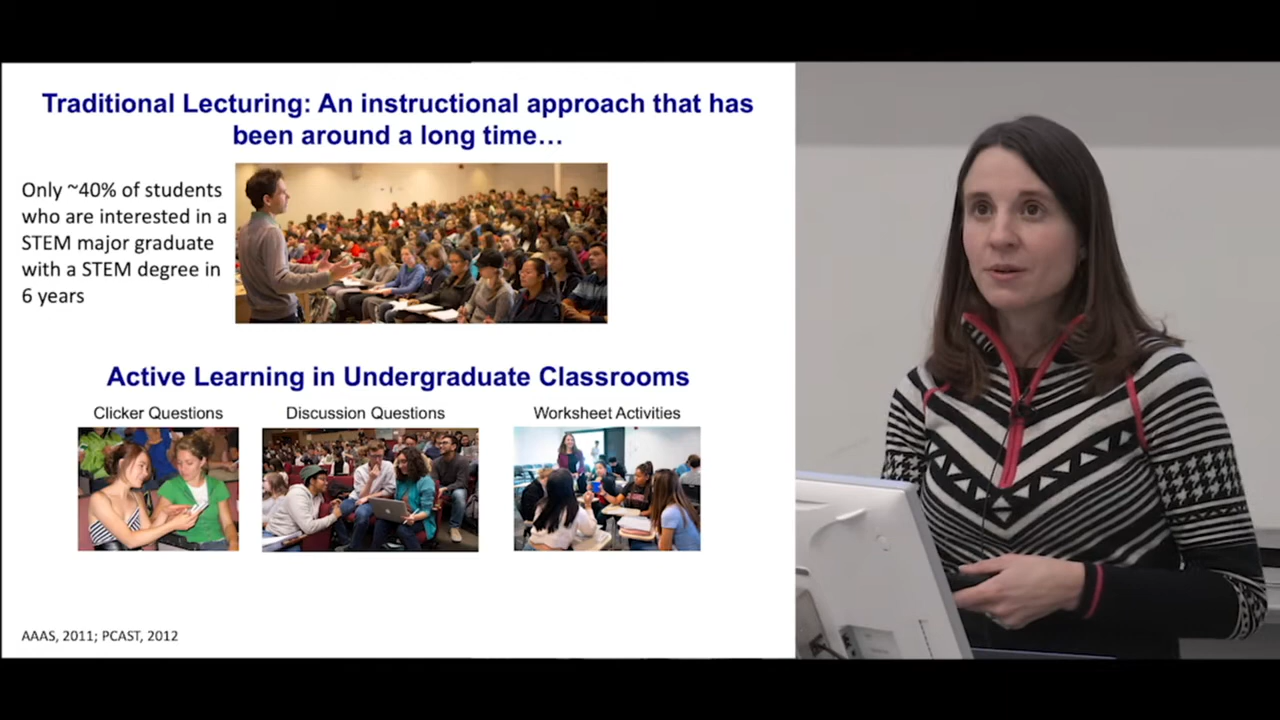 Traditional Lecturing: An instructional approach that has
been around a long time…
Only ~40% of students
who are interested in a
STEM major graduate
with a STEM degree in
6 years
Active Learning in Undergraduate Classrooms
Clicker Questions
Discussion Questions
Worksheet Activities
AAAS, 2011; PCAST, 2012